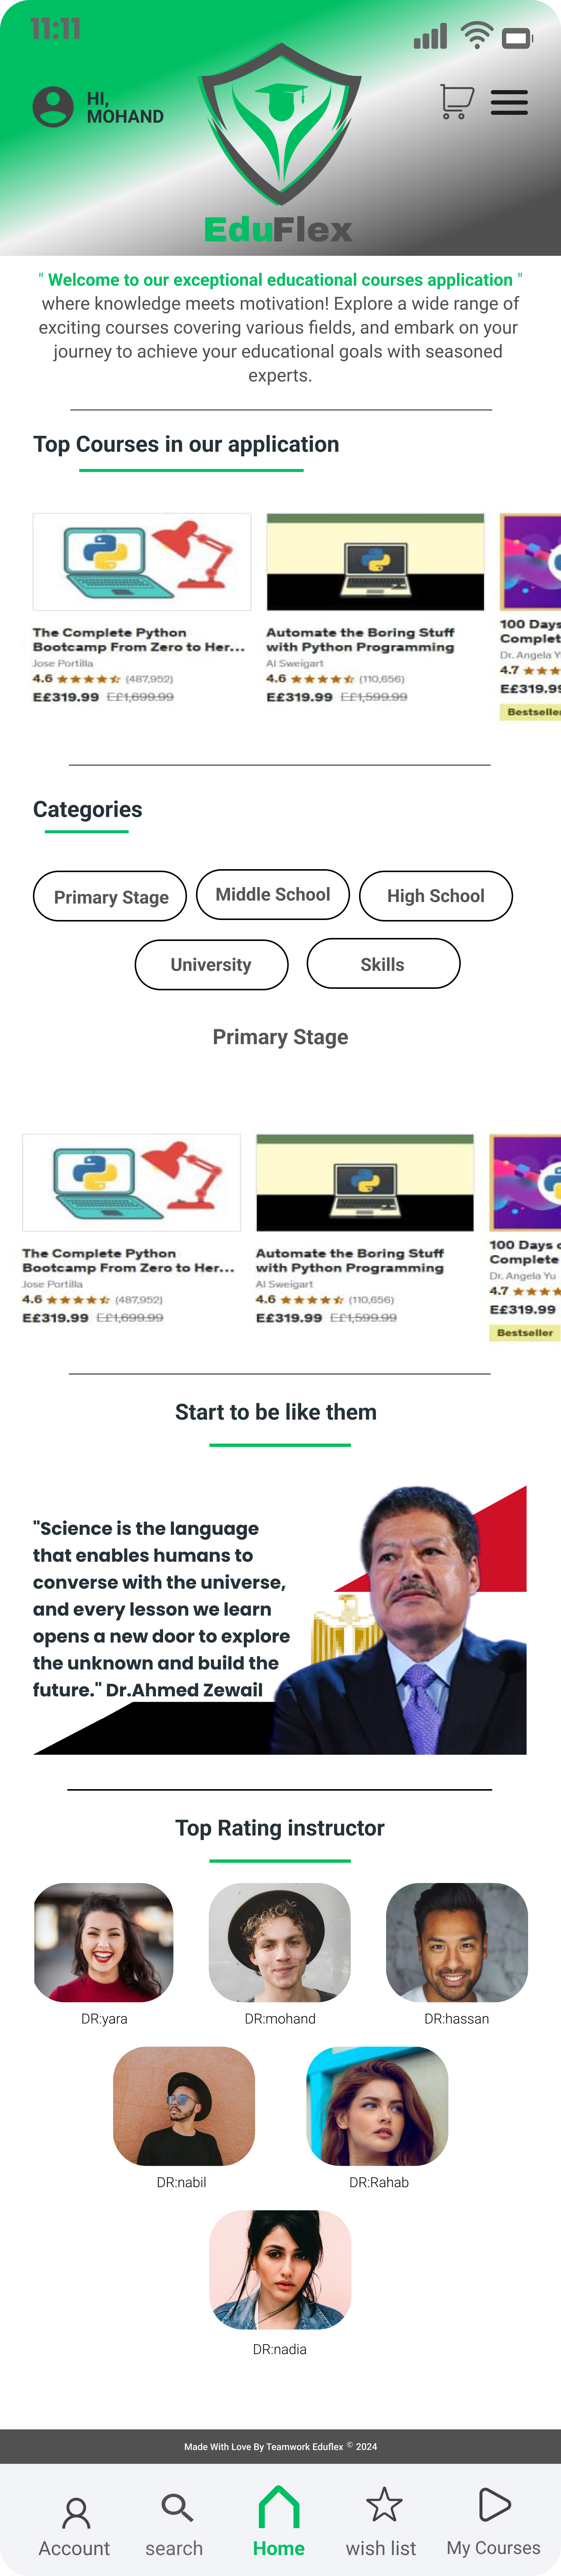 11:11
HI,
MOHAND
EduFlex
" Welcome to our exceptional educational courses application "
where knowledge meets motivation! Explore a wide range of
exciting courses covering various fields, and embark on your
journey to achieve your educational goals with seasoned
experts.
Top Courses in our application
The Complete Python
Bootcamp From Zero to Her...
Jose Portilla
4.6 (487,952)
E£319.99 E£1,699.99
Automate the Boring Stuff
with Python Programming
Al Sweigart
4.6 (110,656)
E£319.99 E£1,599.99
100 Days
Complet
Dr. Angela Y
4.7
E£319.9
Bestselle
Categories
Primary Stage
Middle School
High School
University
Skills
Primary Stage
The Complete Python
Bootcamp From Zero to Her...
Jose Portilla
4.6 (487,952)
E£319.99 E£1,699.99
Automate the Boring Stuff
with Python Programming
Al Sweigart
4.6 (110,656)
E£319.99 E£1,599.99
100 Days
Complete
Dr. Angela Yu
4.7
E£319.99
Bestseller
Start to be like them
"Science is the language
that enables humans to
converse with the universe,
and every lesson we learn
opens a new door to explore
the unknown and build the
future." Dr.Ahmed Zewail
Top Rating instructor
DR:yara
DR:mohand
DR:hassan
DR:nabil
DR:Rahab
DR:nadia
Made With Love By Teamwork Eduflex © 2024
Account
search
Home
wish list
My Courses